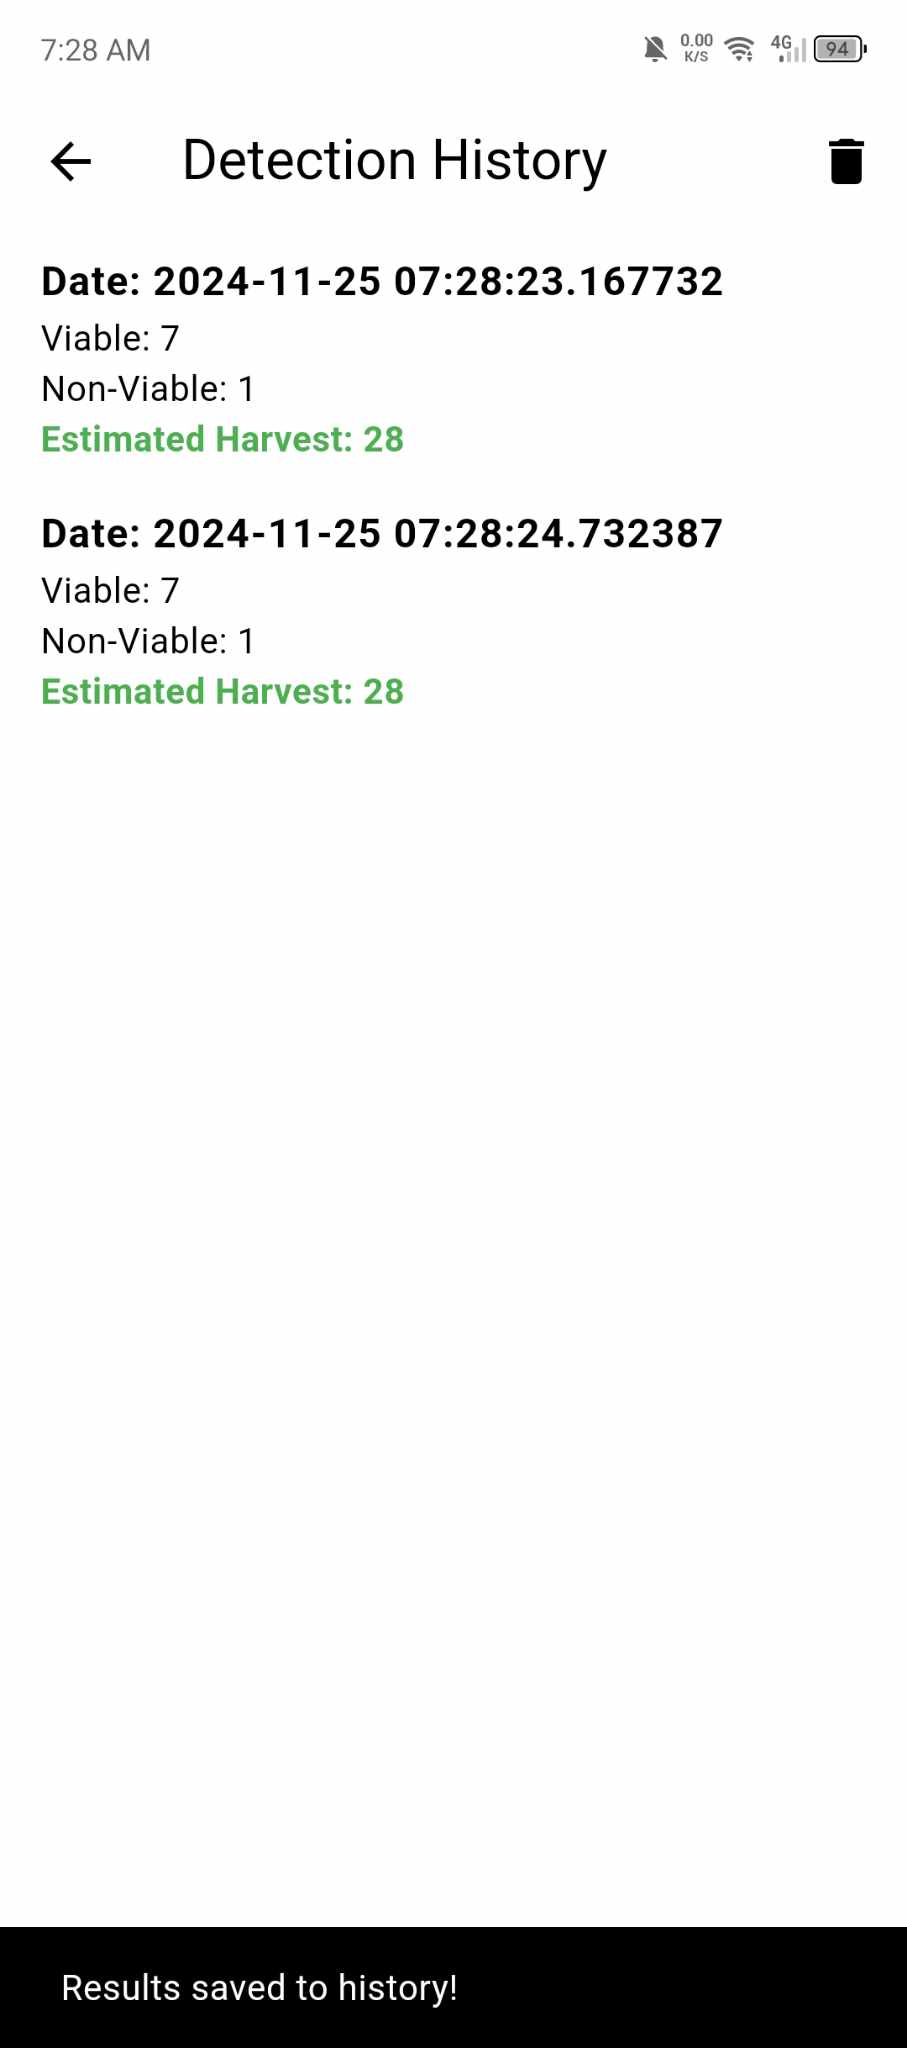 7:28 AM
0.00 K/S 4G 94
Detection History
Date: 2024-11-25 07:28:23.167732
Viable: 7
Non-Viable: 1
Estimated Harvest: 28
Date: 2024-11-25 07:28:24.732387
Viable: 7
Non-Viable: 1
Estimated Harvest: 28
Results saved to history!